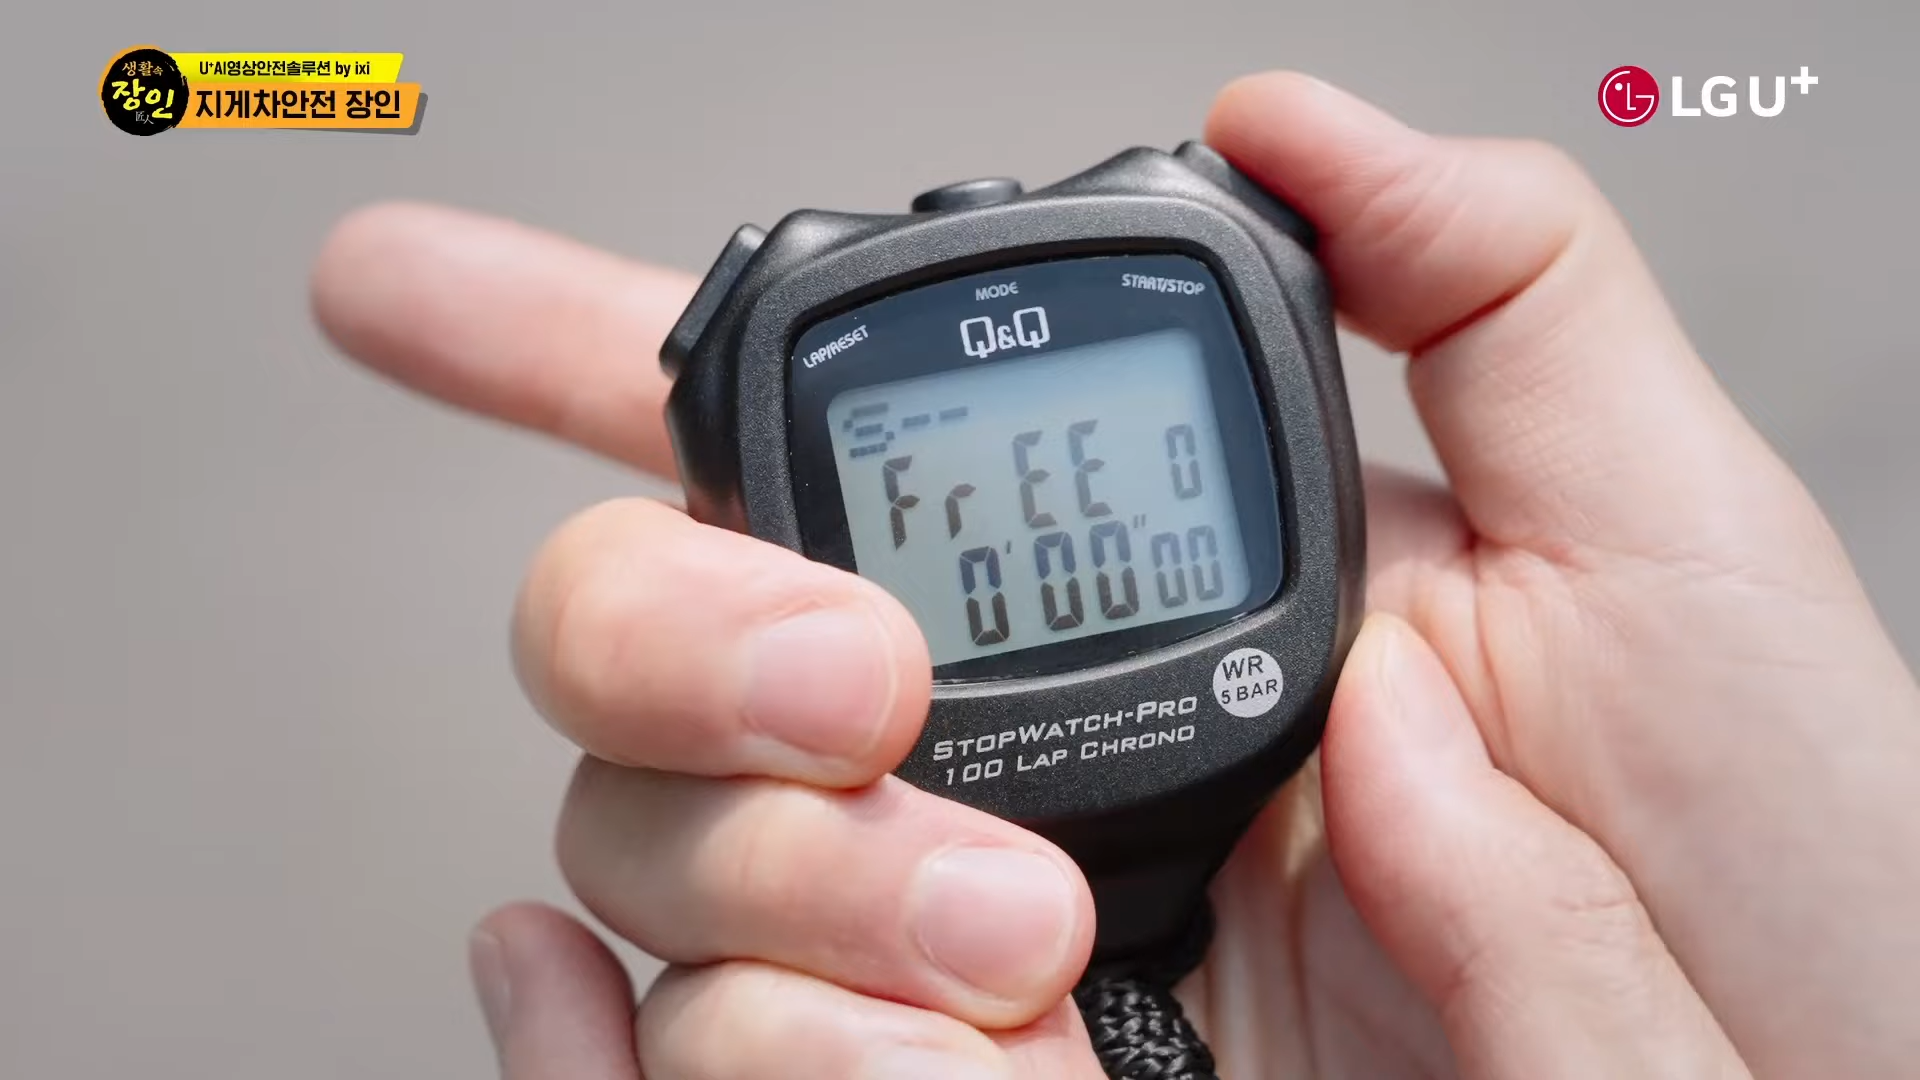 생활속
장인
匠人
U⁺AI영상안전솔루션 by ixi
지게차안전 장인
LG U⁺
MODE
START/STOP
LAP/RESET
Q&Q
S.--
FrEE 0
0'00"00
WR
5 BAR
STOPWATCH-PRO
100 LAP CHRONO